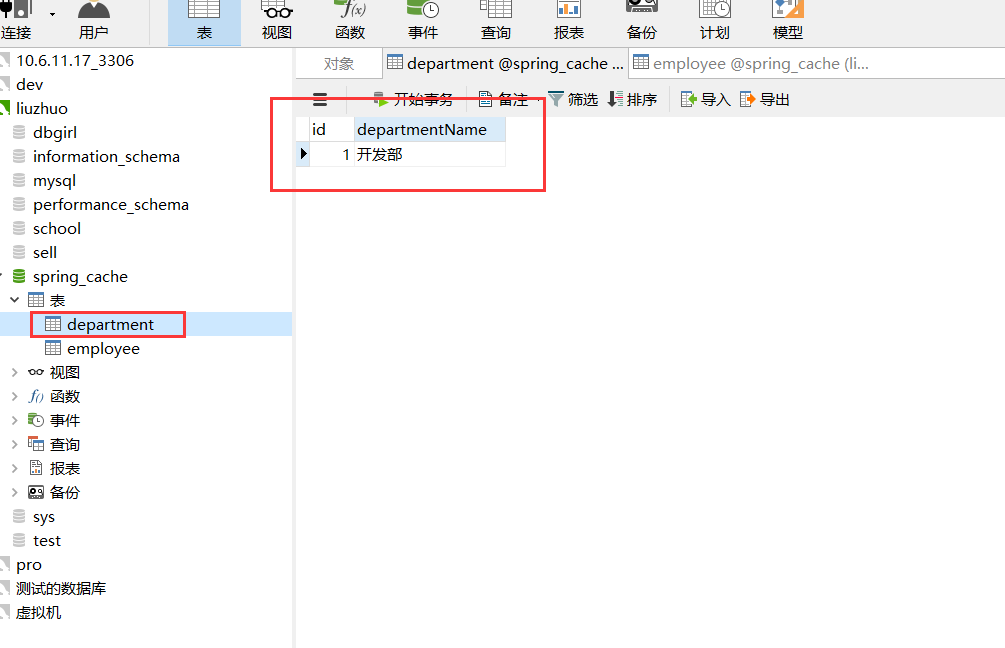 连接 用户 表 视图 函数 事件 查询 报表 备份 计划 模型
10.6.11.17_3306
dev
liuzhuo
dbgirl
information_schema
mysql
performance_schema
school
sell
spring_cache
表
department
employee
视图
函数
事件
查询
报表
备份
sys
test
pro
测试的数据库
虚拟机
对象 department @spring_cache ... employee @spring_cache (li...
开始事务 备注 筛选 排序 导入 导出
id departmentName
1 开发部